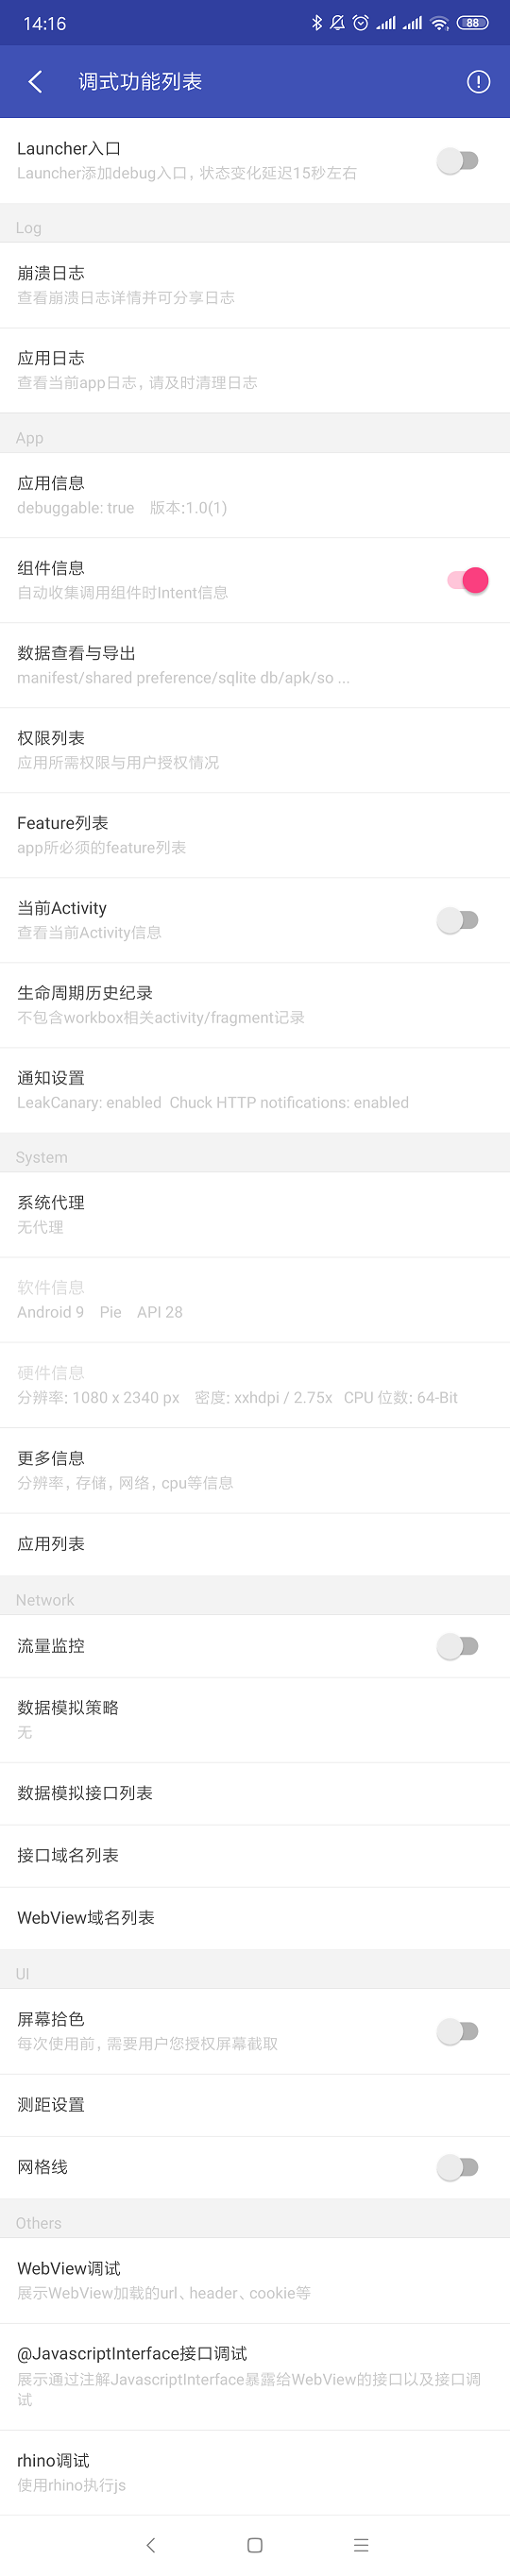 14:16
88
调式功能列表
Launcher入口
Launcher添加debug入口，状态变化延迟15秒左右
Log
崩溃日志
查看崩溃日志详情并可分享日志
应用日志
查看当前app日志，请及时清理日志
App
应用信息
debuggable: true 版本:1.0(1)
组件信息
自动收集调用组件时Intent信息
数据查看与导出
manifest/shared preference/sqlite db/apk/so ...
权限列表
应用所需权限与用户授权情况
Feature列表
app所必须的feature列表
当前Activity
查看当前Activity信息
生命周期历史纪录
不包含workbox相关activity/fragment记录
通知设置
LeakCanary: enabled Chuck HTTP notifications: enabled
System
系统代理
无代理
软件信息
Android 9 Pie API 28
硬件信息
分辨率: 1080 x 2340 px 密度: xxhdpi / 2.75x CPU 位数: 64-Bit
更多信息
分辨率，存储，网络，cpu等信息
应用列表
Network
流量监控
数据模拟策略
无
数据模拟接口列表
接口域名列表
WebView域名列表
UI
屏幕拾色
每次使用前，需要用户您授权屏幕截取
测距设置
网格线
Others
WebView调试
展示WebView加载的url、header、cookie等
@JavascriptInterface接口调试
展示通过注解JavascriptInterface暴露给WebView的接口以及接口调
试
rhino调试
使用rhino执行js